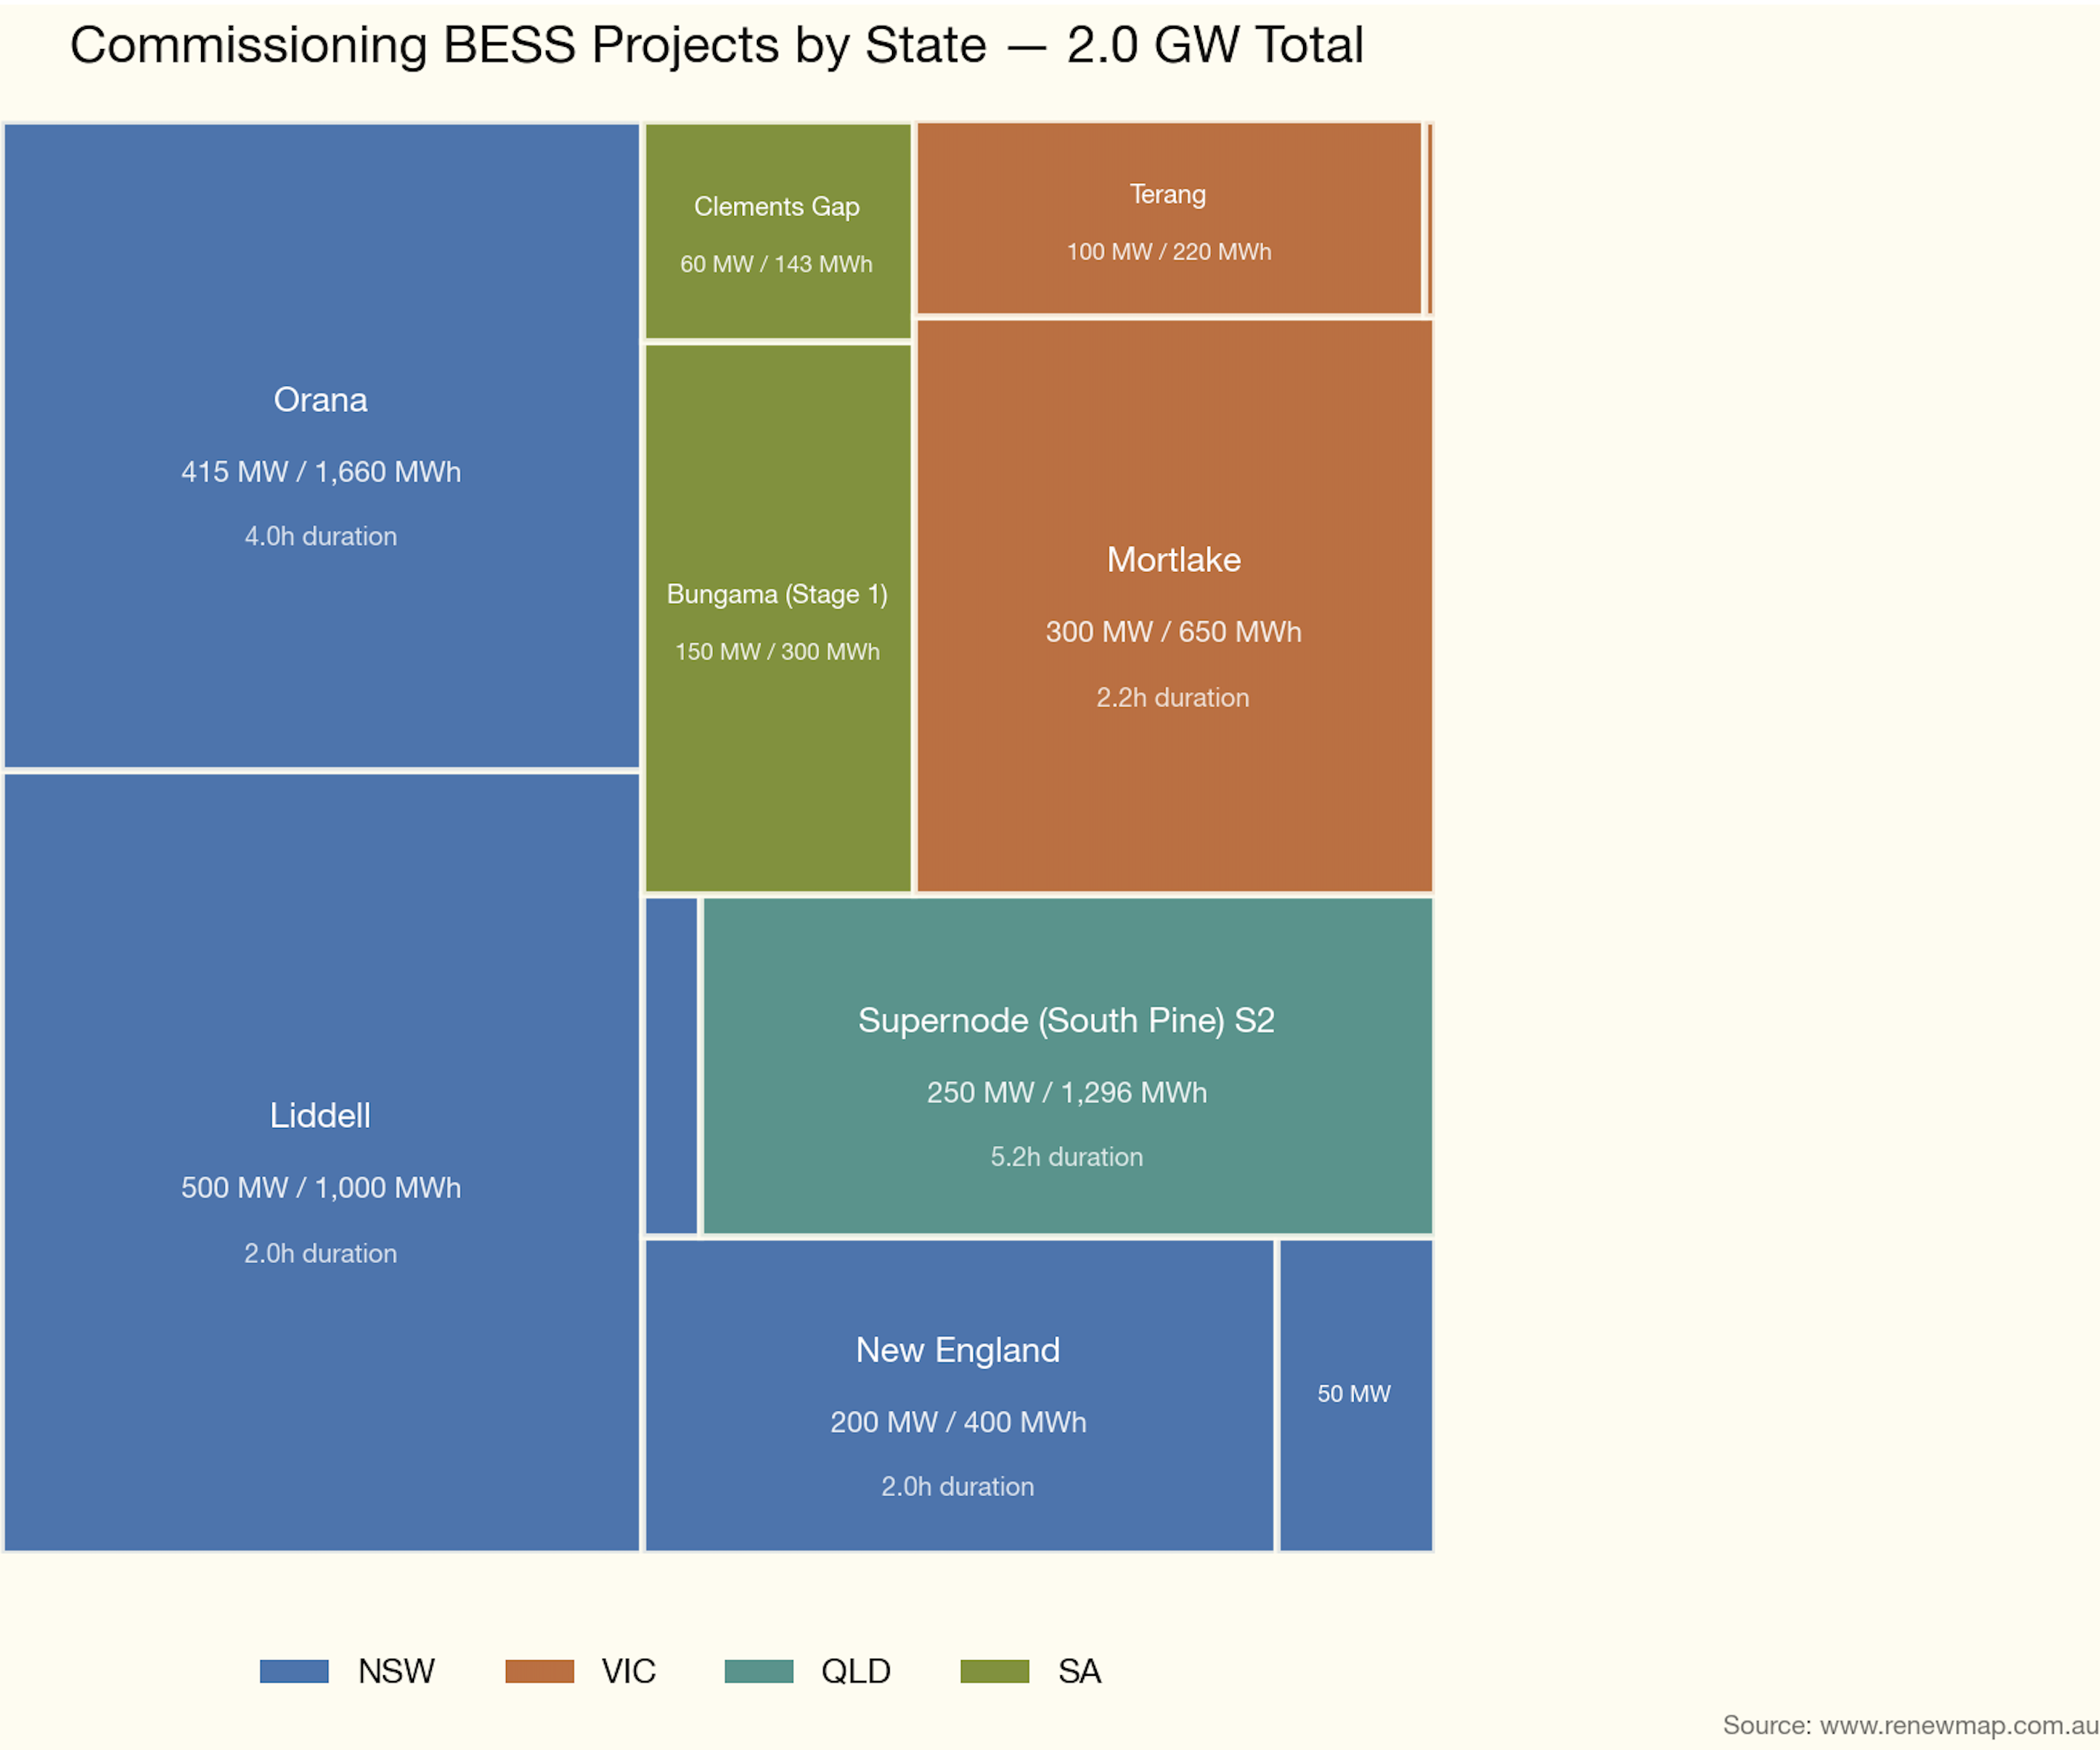 Commissioning BESS Projects by State — 2.0 GW Total
Orana
415 MW / 1,660 MWh
4.0h duration
Liddell
500 MW / 1,000 MWh
2.0h duration
Clements Gap
60 MW / 143 MWh
Bungama (Stage 1)
150 MW / 300 MWh
Terang
100 MW / 220 MWh
Mortlake
300 MW / 650 MWh
2.2h duration
Supernode (South Pine) S2
250 MW / 1,296 MWh
5.2h duration
New England
200 MW / 400 MWh
2.0h duration
50 MW
NSW
VIC
QLD
SA
Source: www.renewmap.com.au